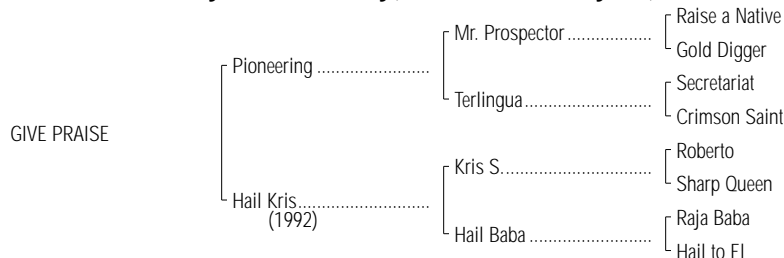 Raise a Native
Mr. Prospector ..................
Gold Digger
Pioneering ........................
Secretariat
Terlingua...........................
Crimson Saint
GIVE PRAISE
Roberto
Kris S................................
Sharp Queen
Hail Kris............................
(1992)
Raja Baba
Hail Baba ..........................
Hail to El